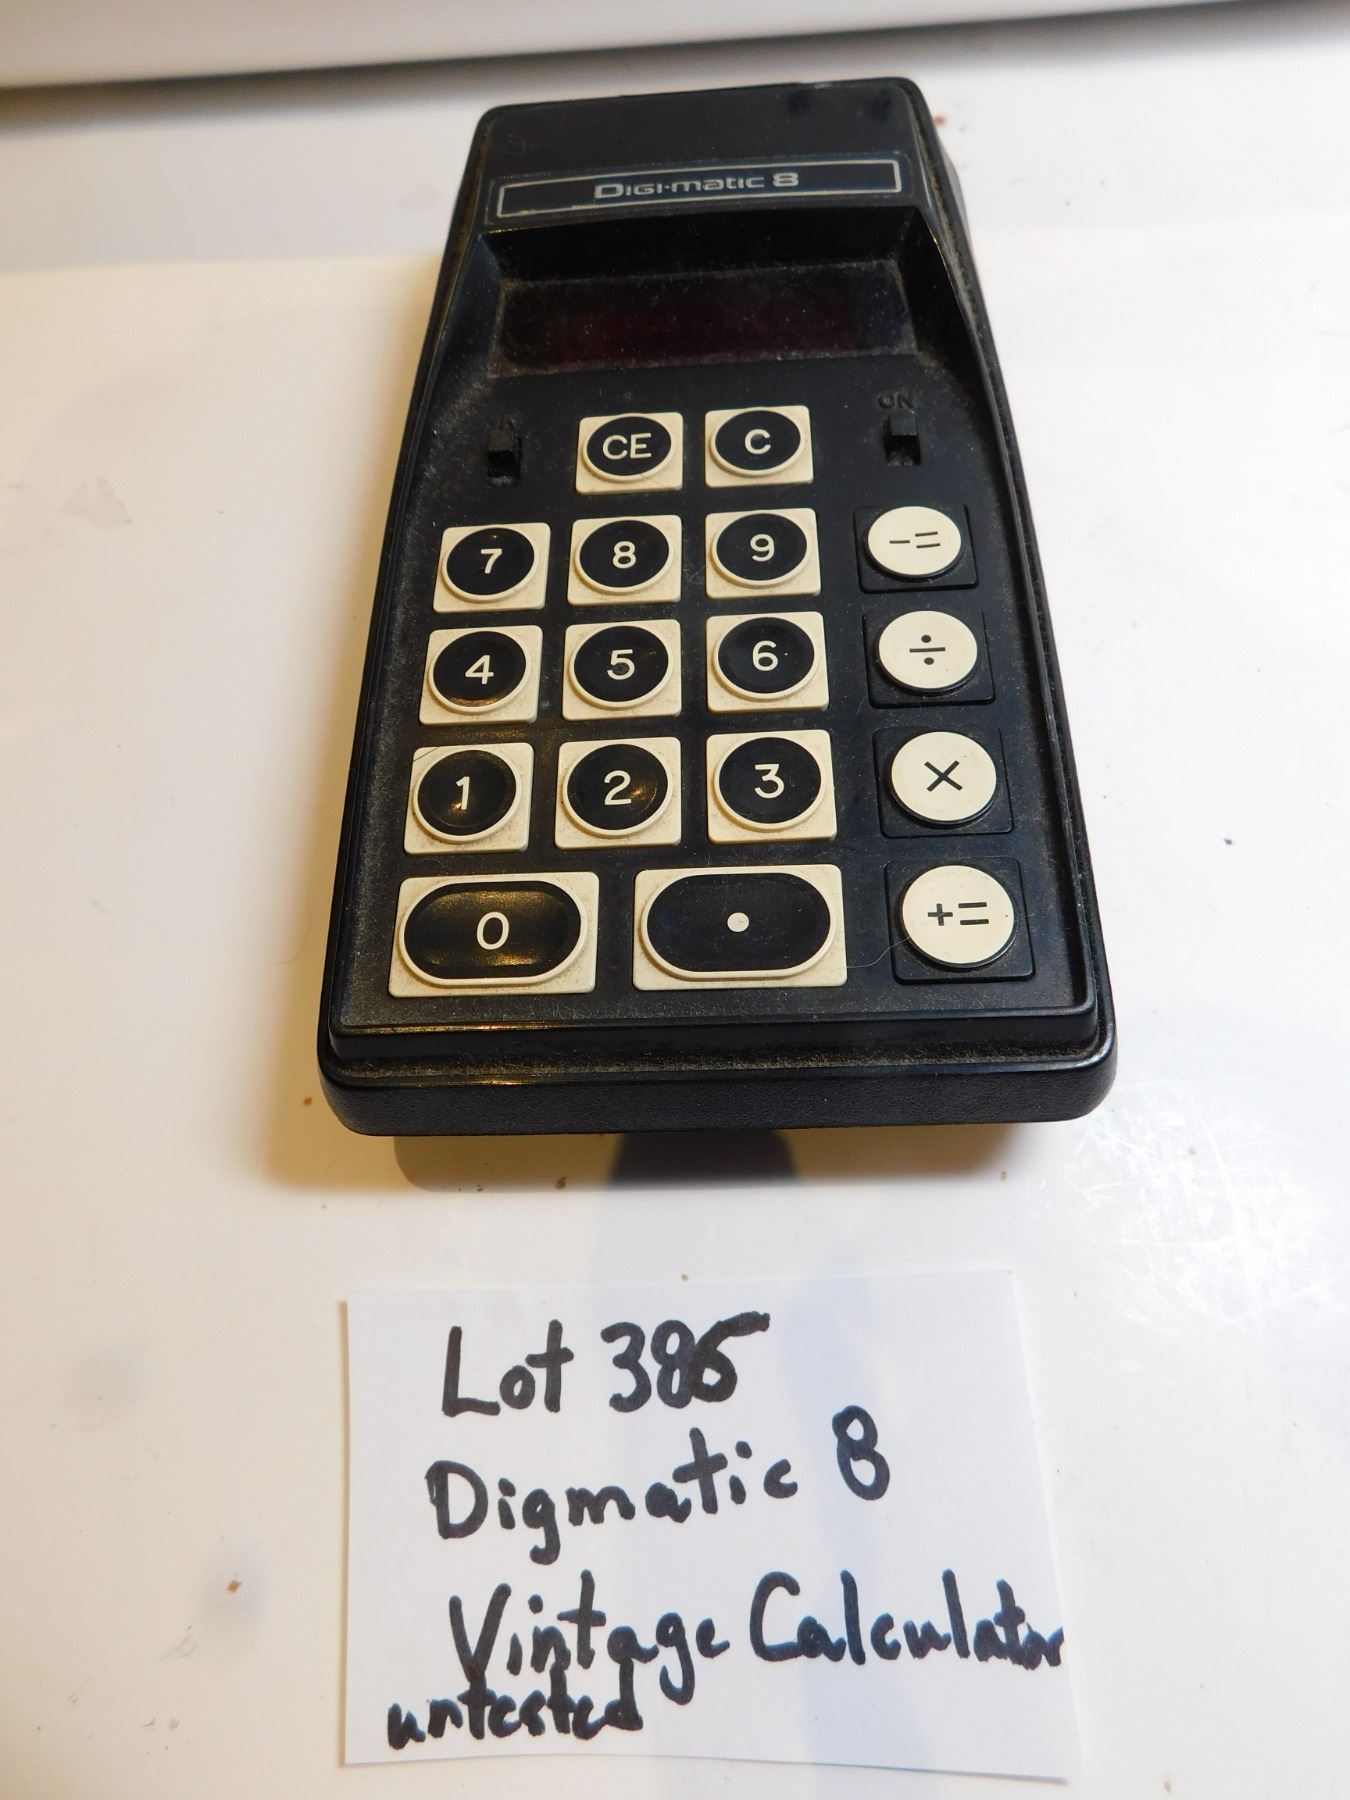 DIGI·matic 8
ON
CE C
7 8 9 -=
4 5 6 ÷
1 2 3 ×
0 • +=
Lot 385
Digmatic 8
Vintage Calculator
untested